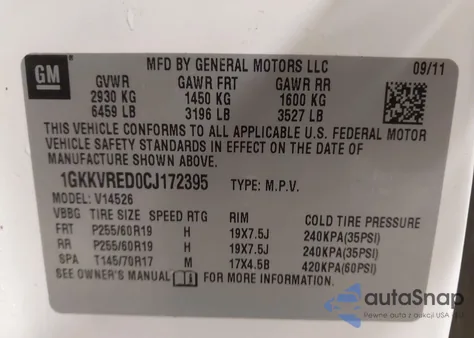 GM
MFD BY GENERAL MOTORS LLC 09/11
GVWR GAWR FRT GAWR RR
2930 KG 1450 KG 1600 KG
6459 LB 3196 LB 3527 LB
THIS VEHICLE CONFORMS TO ALL APPLICABLE U.S. FEDERAL MOTOR
VEHICLE SAFETY STANDARDS IN EFFECT ON THE DATE OF
MANUFACTURE SHOWN ABOVE.
1GKKVRED0CJ172395 TYPE: M.P.V.
MODEL: V14526
VBBG TIRE SIZE SPEED RTG RIM COLD TIRE PRESSURE
FRT P255/60R19 H 19X7.5J 240KPA(35PSI)
RR P255/60R19 H 19X7.5J 240KPA(35PSI)
SPA T145/70R17 M 17X4.5B 420KPA(60PSI)
SEE OWNER'S MANUAL FOR MORE INFORMATION.
autaSnap
Pewne auta z aukcji USA